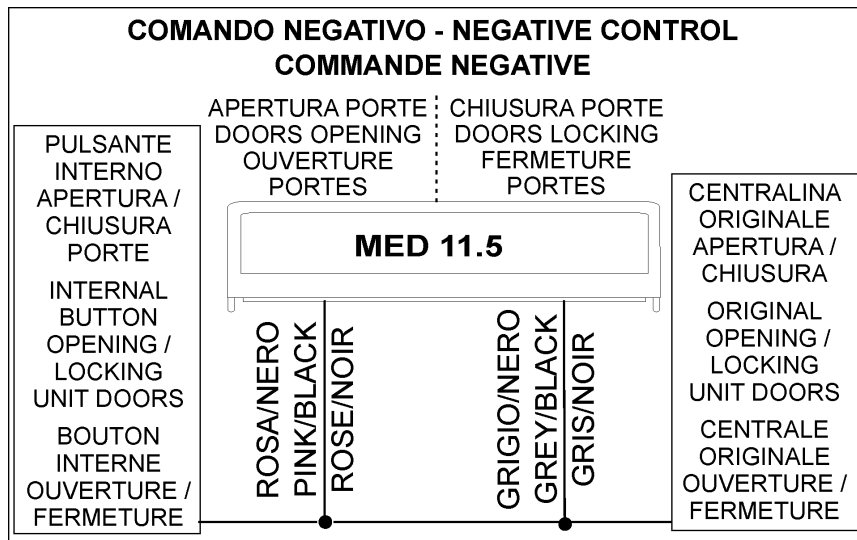 COMANDO NEGATIVO - NEGATIVE CONTROL
COMMANDE NEGATIVE
APERTURA PORTE
DOORS OPENING
OUVERTURE
PORTES
CHIUSURA PORTE
DOORS LOCKING
FERMETURE
PORTES
PULSANTE
INTERNO
APERTURA /
CHIUSURA
PORTE
INTERNAL
BUTTON
OPENING /
LOCKING
UNIT DOORS
BOUTON
INTERNE
OUVERTURE /
FERMETURE
MED 11.5
ROSA/NERO
PINK/BLACK
ROSE/NOIR
GRIGIO/NERO
GREY/BLACK
GRIS/NOIR
CENTRALINA
ORIGINALE
APERTURA /
CHIUSURA
ORIGINAL
OPENING /
LOCKING
UNIT DOORS
CENTRALE
ORIGINALE
OUVERTURE /
FERMETURE